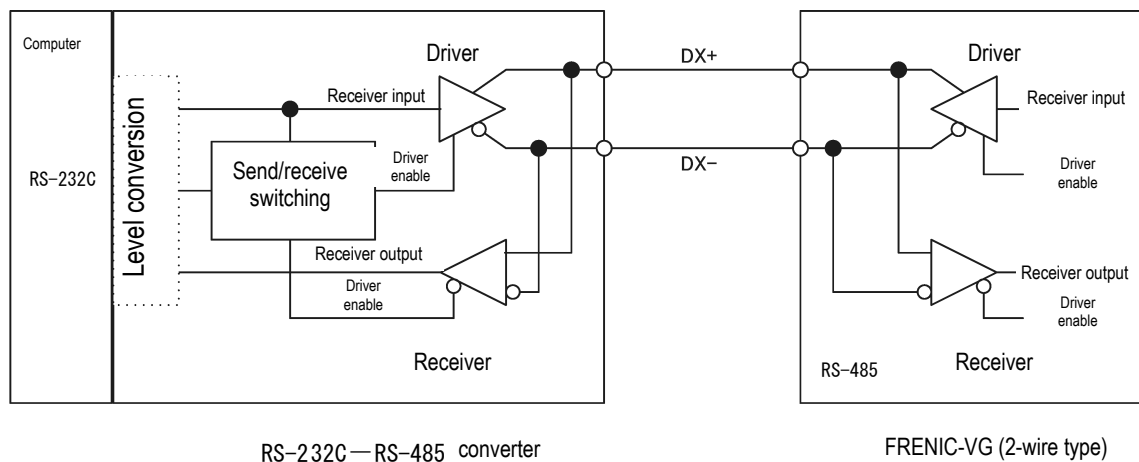 Computer
RS-232C
Level conversion
Receiver input
Driver
Send/receive
switching
Driver
enable
Receiver output
Driver
enable
Receiver
DX+
DX-
Driver
Receiver input
Driver
enable
Receiver output
Driver
enable
RS-485
Receiver
RS-232C—RS-485 converter
FRENIC-VG (2-wire type)